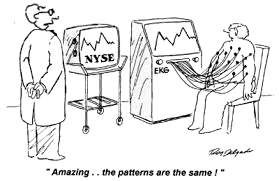 NYSE
EKG
" Amazing . . the patterns are the same ! "